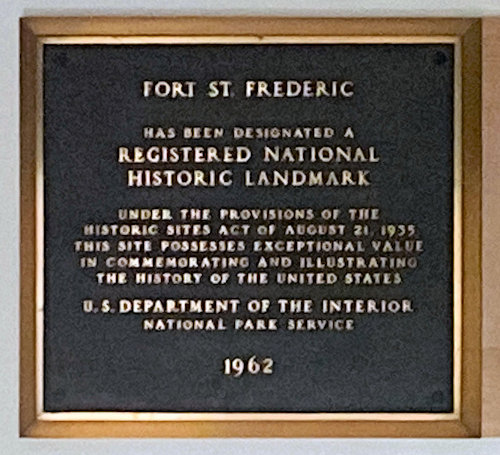 FORT ST. FREDERIC
HAS BEEN DESIGNATED A
REGISTERED NATIONAL
HISTORIC LANDMARK
UNDER THE PROVISIONS OF THE
HISTORIC SITES ACT OF AUGUST 21, 1935
THIS SITE POSSESSES EXCEPTIONAL VALUE
IN COMMEMORATING AND ILLUSTRATING
THE HISTORY OF THE UNITED STATES
U.S. DEPARTMENT OF THE INTERIOR
NATIONAL PARK SERVICE
1962